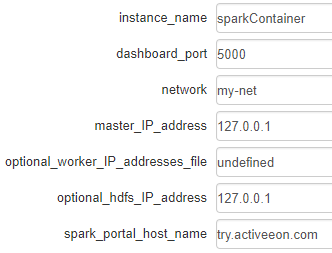 instance_name sparkContainer
dashboard_port 5000
network my-net
master_IP_address 127.0.0.1
optional_worker_IP_addresses_file undefined
optional_hdfs_IP_address 127.0.0.1
spark_portal_host_name try.activeeon.com